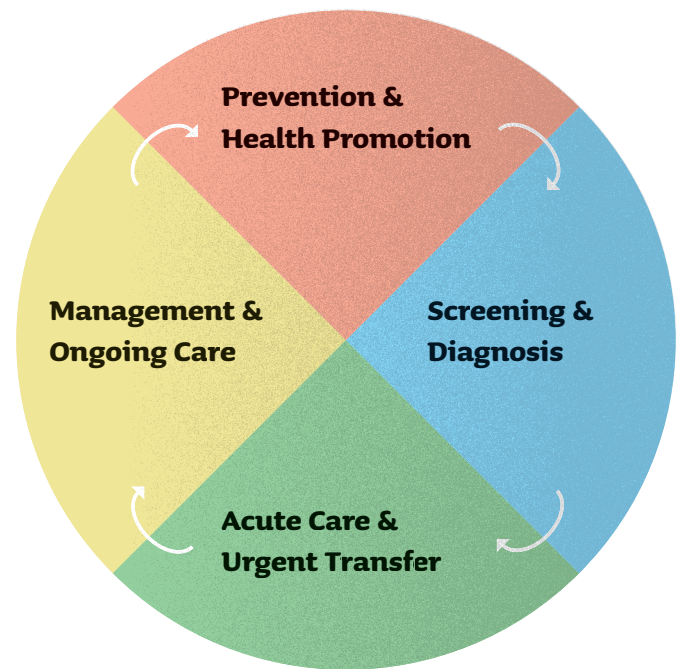 Prevention &
Health Promotion
Management &
Ongoing Care
Screening &
Diagnosis
Acute Care &
Urgent Transfer